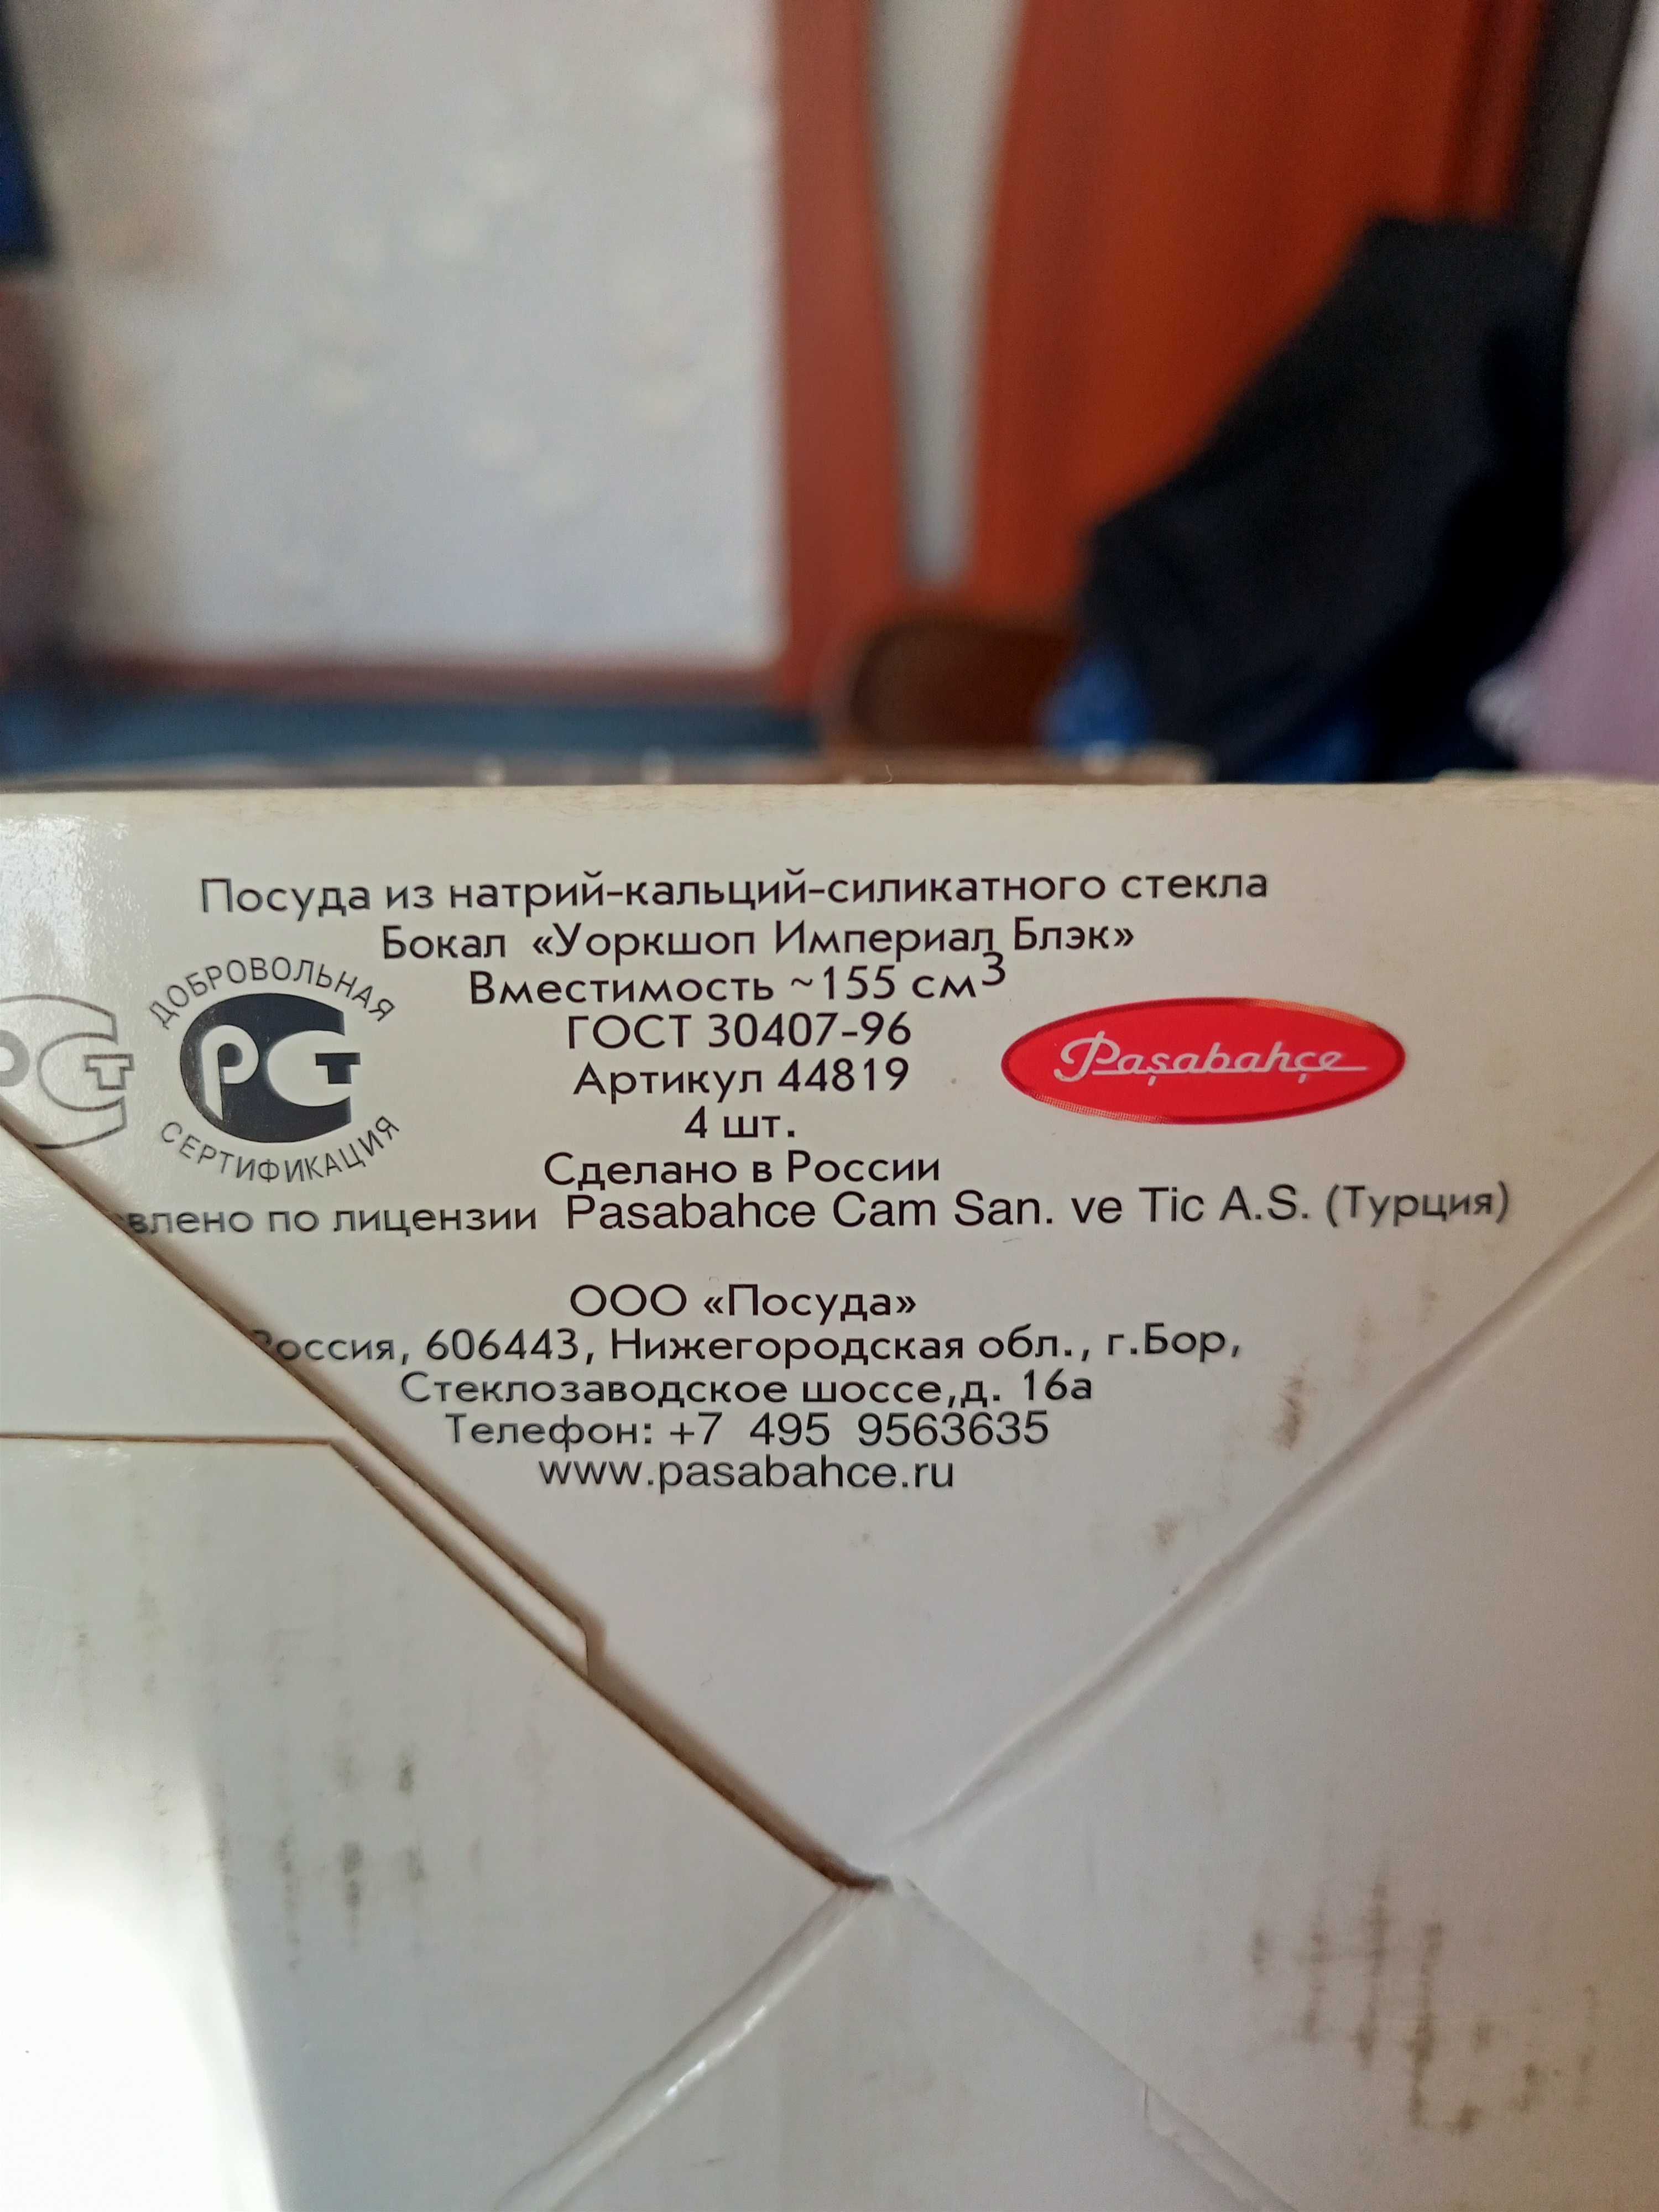 Посуда из натрий-кальций-силикатного стекла
Бокал «Уоркшоп Империал Блэк»
Вместимость ~155 см3
ГОСТ 30407-96
Артикул 44819
4 шт.
Сделано в России
влено по лицензии Pasabahce Cam San. ve Tic A.S. (Турция)
ДОБРОВОЛЬНАЯ
РСТ
СЕРТИФИКАЦИЯ
Paşabahçe
ООО «Посуда»
Россия, 606443, Нижегородская обл., г.Бор,
Стеклозаводское шоссе,д. 16а
Телефон: +7 495 9563635
www.pasabahce.ru